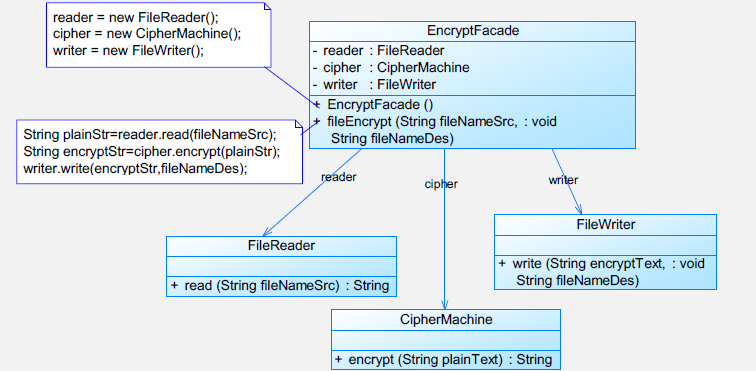 reader = new FileReader();
cipher = new CipherMachine();
writer = new FileWriter();
EncryptFacade
- reader : FileReader
- cipher : CipherMachine
- writer : FileWriter
+ EncryptFacade ()
+ fileEncrypt (String fileNameSrc, : void
String fileNameDes)
String plainStr=reader.read(fileNameSrc);
String encryptStr=cipher.encrypt(plainStr);
writer.write(encryptStr,fileNameDes);
reader
cipher
writer
FileReader
+ read (String fileNameSrc) : String
FileWriter
+ write (String encryptText, : void
String fileNameDes)
CipherMachine
+ encrypt (String plainText) : String